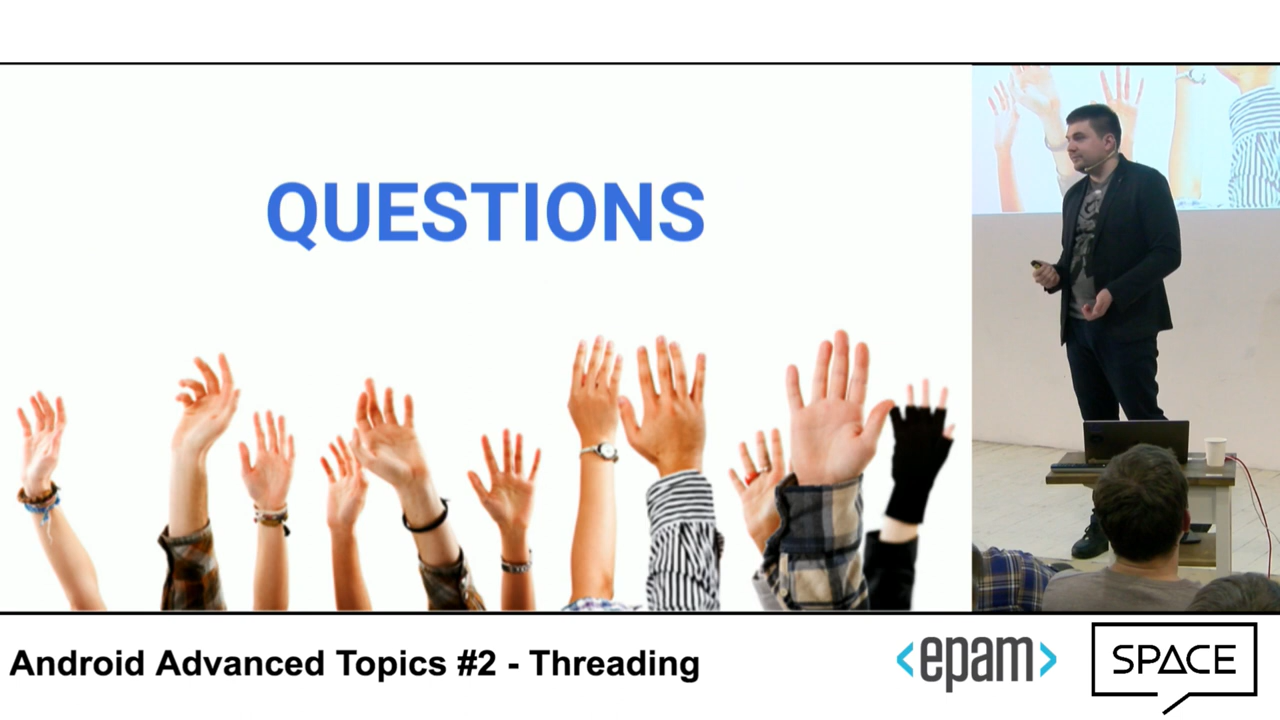 QUESTIONS
Android Advanced Topics #2 - Threading
<epam>
SPACE